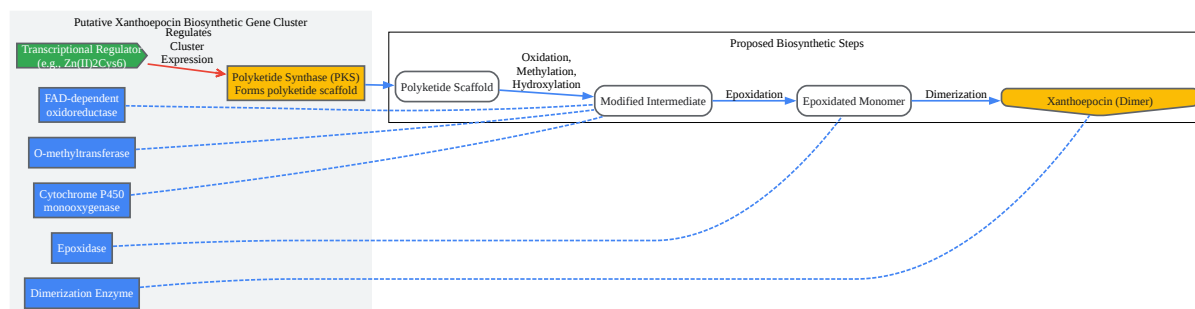 Putative Xanthoepocin Biosynthetic Gene Cluster
Transcriptional Regulator
(e.g., Zn(II)2Cys6)
Regulates
Cluster
Expression
Polyketide Synthase (PKS)
Forms polyketide scaffold
FAD-dependent
oxidoreductase
O-methyltransferase
Cytochrome P450
monooxygenase
Epoxidase
Dimerization Enzyme
Proposed Biosynthetic Steps
Polyketide Scaffold
Oxidation,
Methylation,
Hydroxylation
Modified Intermediate
Epoxidation
Epoxidated Monomer
Dimerization
Xanthoepocin (Dimer)